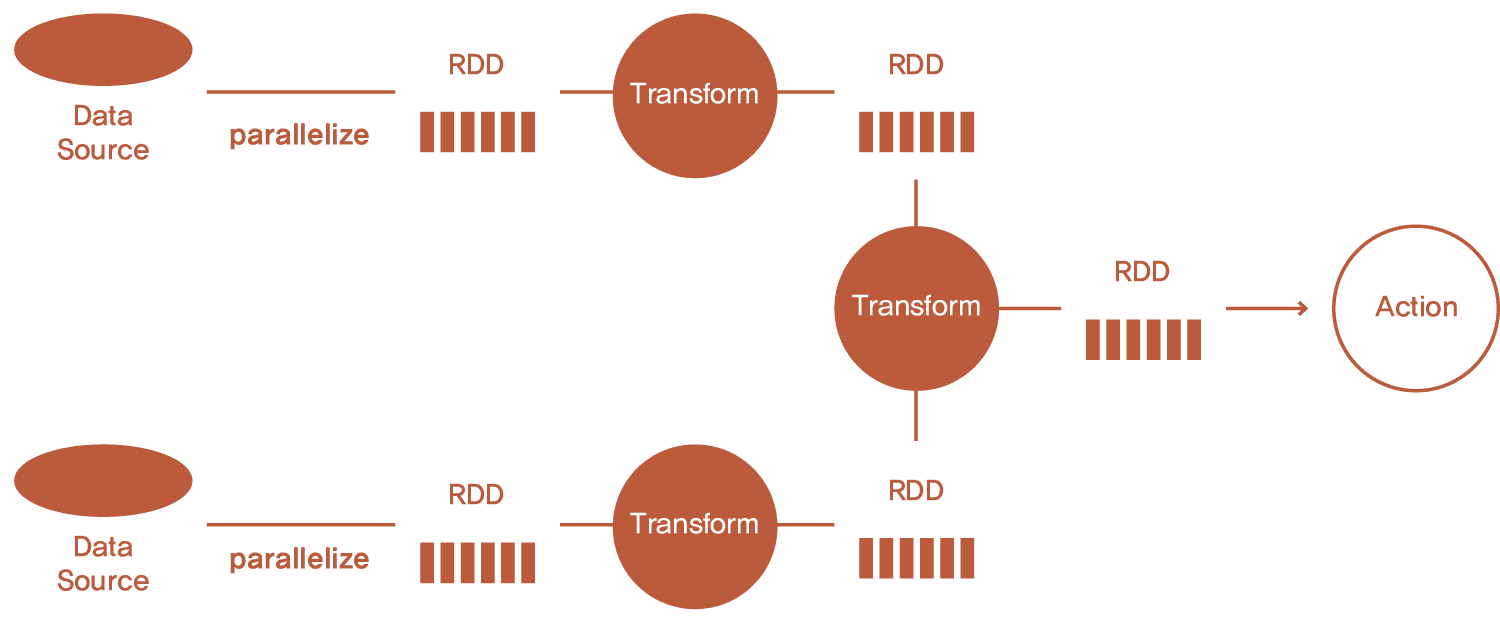 Data
Source
parallelize
RDD
Transform
RDD
Transform
RDD
Action
Data
Source
parallelize
RDD
Transform
RDD